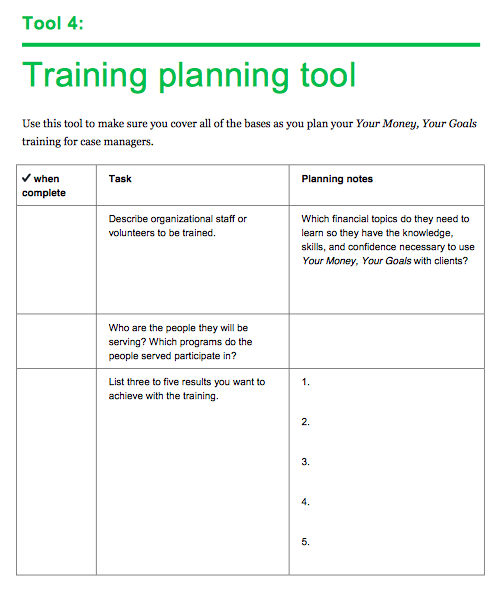 Tool 4:
Training planning tool
Use this tool to make sure you cover all of the bases as you plan your Your Money, Your Goals
training for case managers.
✓ when
complete
Task
Planning notes
Describe organizational staff or
volunteers to be trained.
Which financial topics do they need to
learn so they have the knowledge,
skills, and confidence necessary to use
Your Money, Your Goals with clients?
Who are the people they will be
serving? Which programs do the
people served participate in?
List three to five results you want to
achieve with the training.
1.
2.
3.
4.
5.